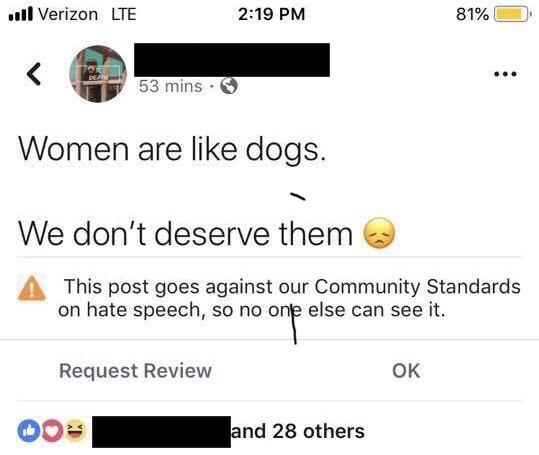 Verizon LTE 2:19 PM 81%
53 mins ·
Women are like dogs.
We don't deserve them
This post goes against our Community Standards
on hate speech, so no one else can see it.
Request Review OK
and 28 others